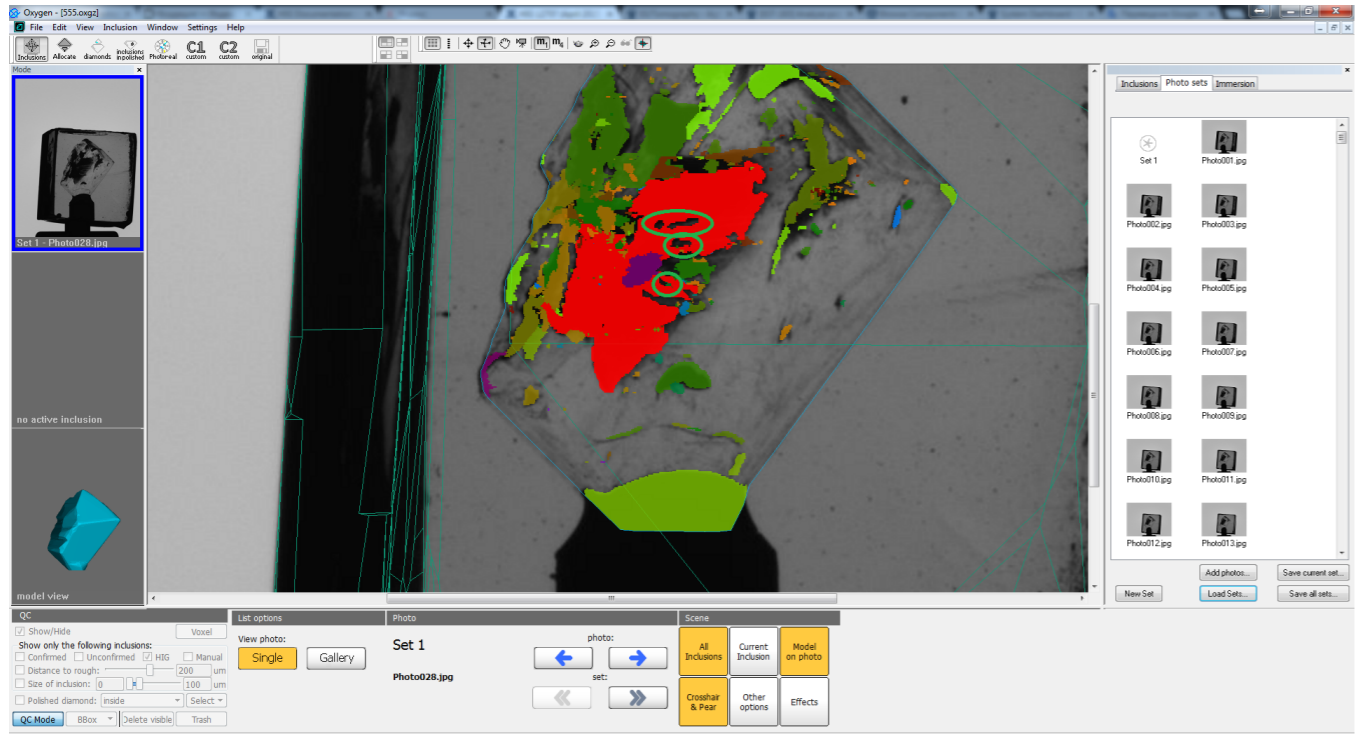 Oxygen - [555.oxgz]
File Edit View Inclusion Window Settings Help
Inclusions Allocate diamonds inclusions inpolished Photoreal C1 custom C2 custom original
Mode
Set 1 - Photo028.jpg
no active inclusion
model view
Inclusions Photo sets Immersion
Set 1 Photo001.jpg
Photo002.jpg Photo003.jpg
Photo004.jpg Photo005.jpg
Photo006.jpg Photo007.jpg
Photo008.jpg Photo009.jpg
Photo010.jpg Photo011.jpg
Photo012.jpg Photo013.jpg
Add photos... Save current set...
New Set Load Sets... Save all sets...
QC
Show/Hide Voxel
Show only the following inclusions:
Confirmed Unconfirmed HIG Manual
Distance to rough: 200 um
Size of inclusion: 0 100 um
Polished diamond: inside Select
QC Mode BBox Delete visible Trash
List options
View photo:
Single Gallery
Photo
Set 1
Photo028.jpg
photo:
set:
Scene
All Inclusions Current Inclusion Model on photo
Crosshair & Pear Other options Effects